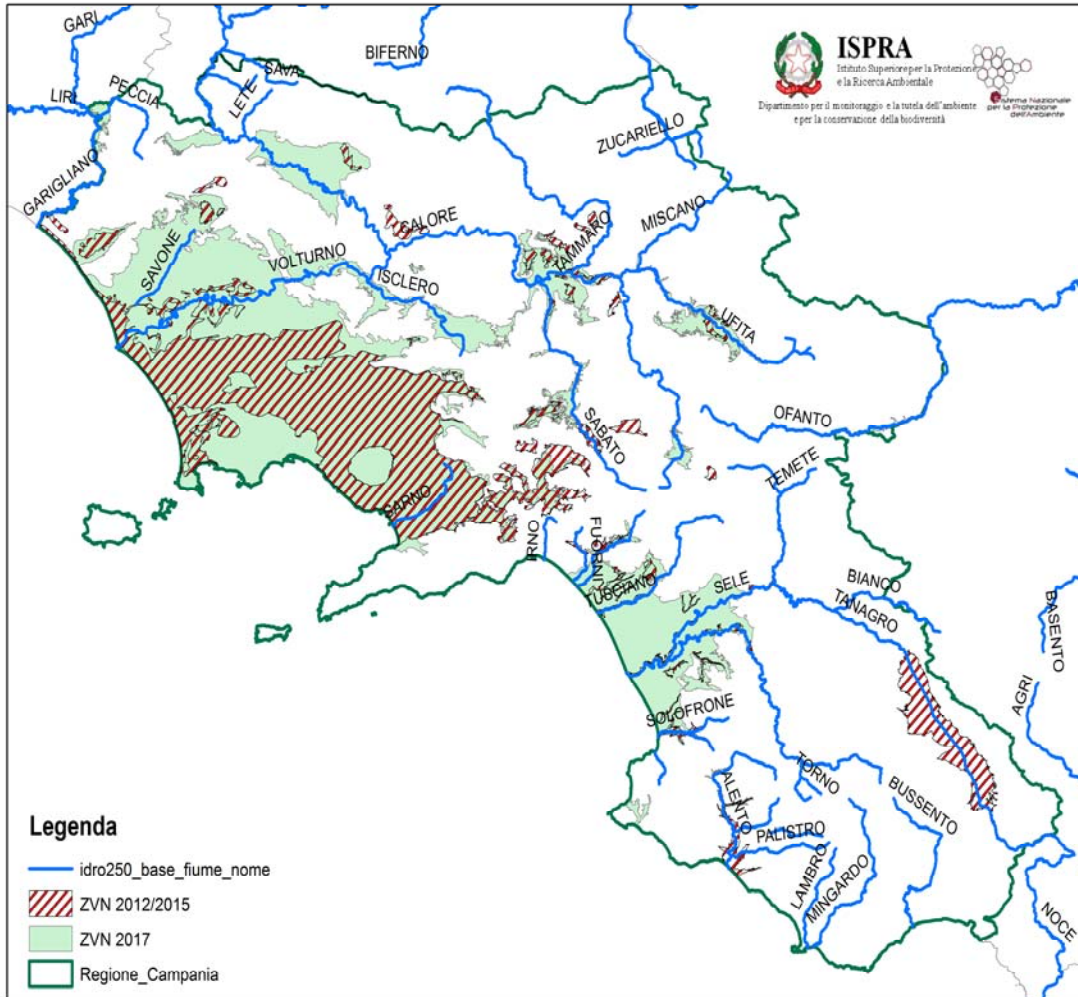 GARI
BIFERNO
ISPRA
Istituto Superiore per la Protezione
e la Ricerca Ambientale
Sistema Nazionale
per la Protezione
dell'Ambiente
Dipartimento per il monitoraggio e la tutela dell'ambiente
e per la conservazione della biodiversità
SAVA
PECCIA
LIRI
LETE
ZUCARIELLO
GARIGLIANO
CALORE
MISCANO
TAMMARO
SAVONE
VOLTURNO
ISCLERO
UFITA
OFANTO
SABATO
TEMETE
SARNO
IRNO
FUORNI
TUSCIANO
SELE
BIANCO
TANAGRO
BASENTO
AGRI
SOLOFRONE
TORNO
ALENTO
BUSSENTO
PALISTRO
LAMBRO
MINGARDO
NOCE
Legenda
idro250_base_fiume_nome
ZVN 2012/2015
ZVN 2017
Regione_Campania